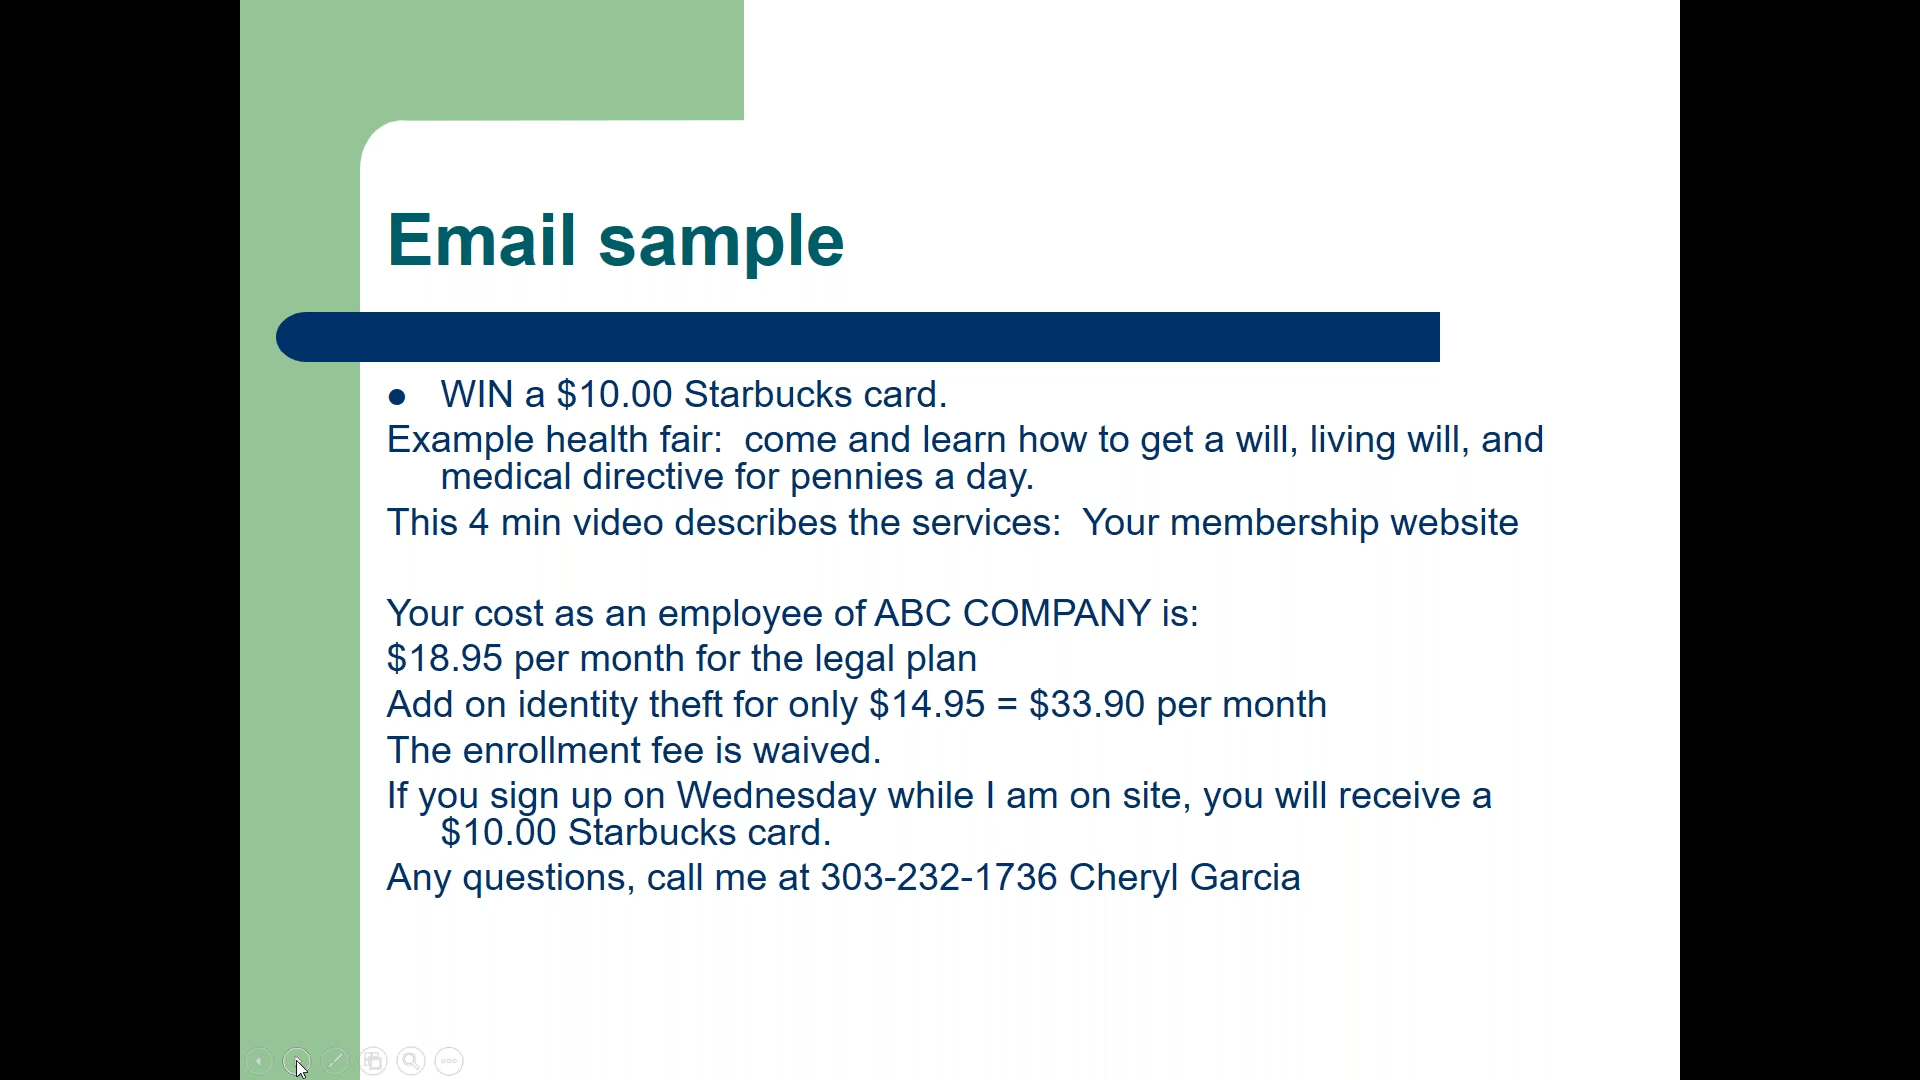 Email sample
WIN a $10.00 Starbucks card.
Example health fair:  come and learn how to get a will, living will, and
medical directive for pennies a day.
This 4 min video describes the services:  Your membership website
Your cost as an employee of ABC COMPANY is:
$18.95 per month for the legal plan
Add on identity theft for only $14.95 = $33.90 per month
The enrollment fee is waived.
If you sign up on Wednesday while I am on site, you will receive a
$10.00 Starbucks card.
Any questions, call me at 303-232-1736 Cheryl Garcia